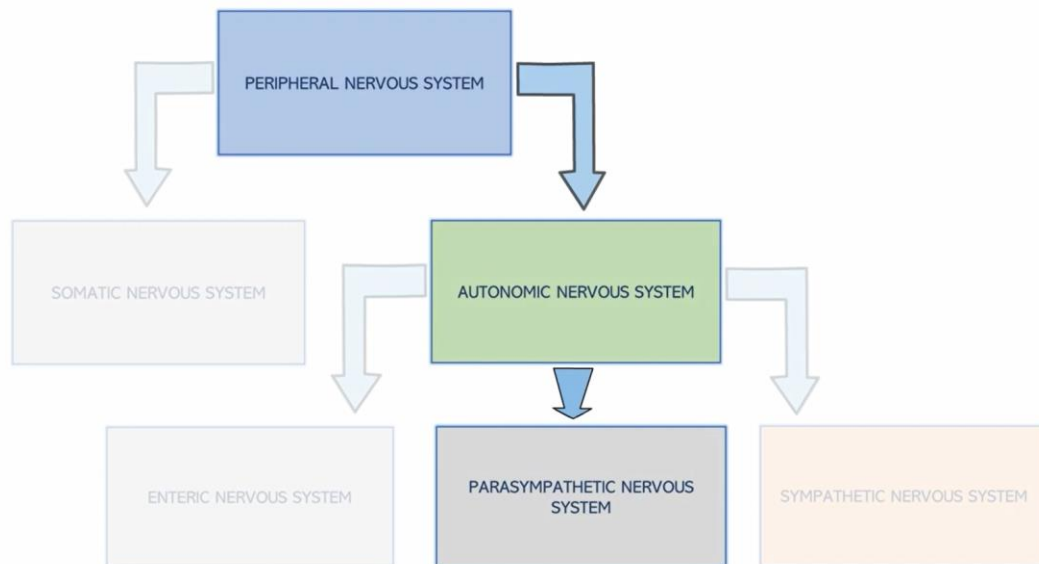 PERIPHERAL NERVOUS SYSTEM
SOMATIC NERVOUS SYSTEM
AUTONOMIC NERVOUS SYSTEM
ENTERIC NERVOUS SYSTEM
PARASYMPATHETIC NERVOUS
SYSTEM
SYMPATHETIC NERVOUS SYSTEM